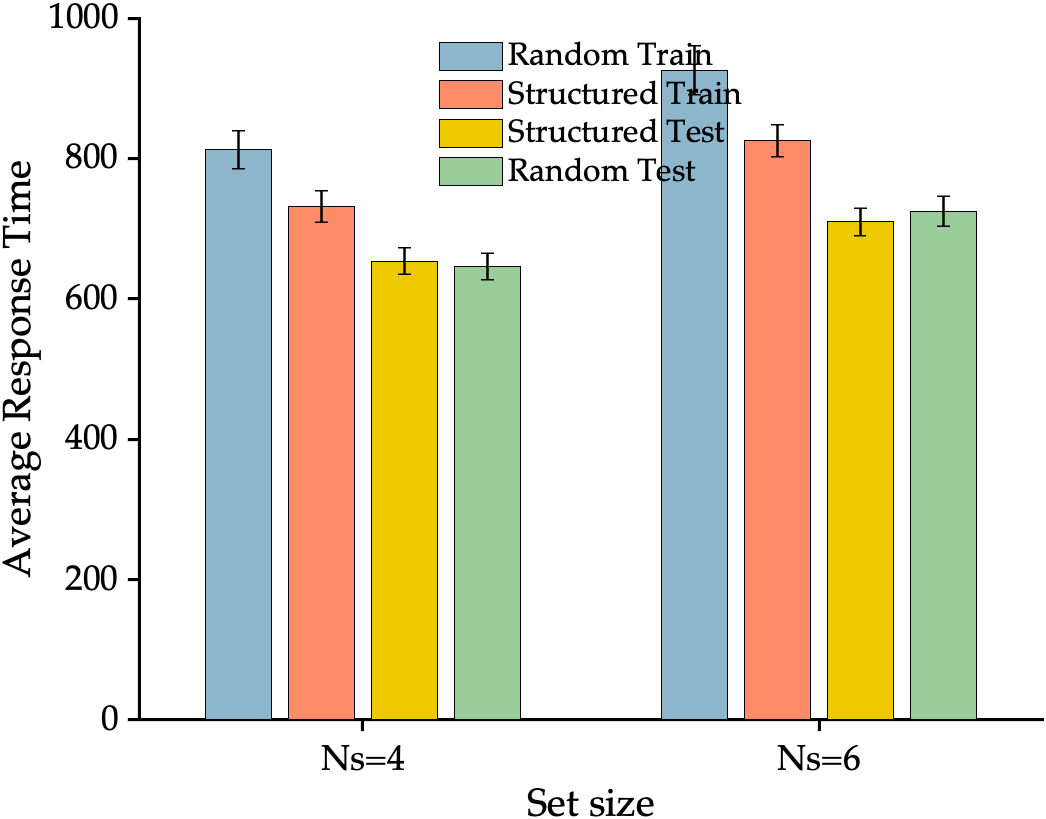 1000
800
600
400
200
0
Average Response Time
Random Train
Structured Train
Structured Test
Random Test
Ns=4
Ns=6
Set size